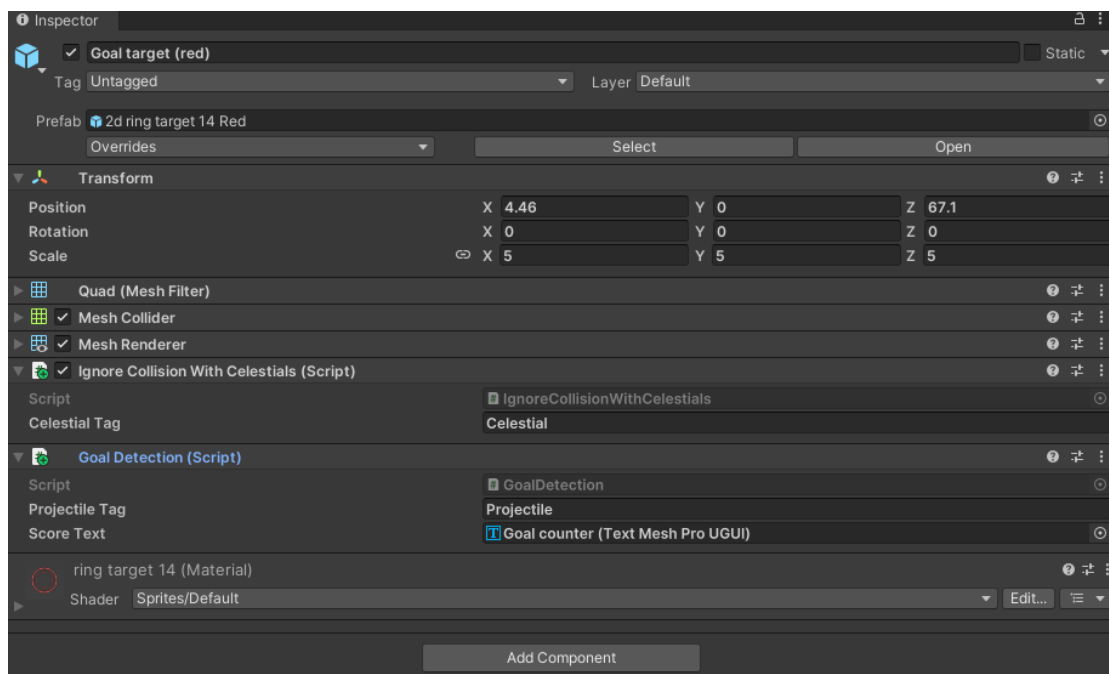 Inspector
Goal target (red) Static
Tag Untagged Layer Default
Prefab 2d ring target 14 Red
Overrides Select Open
Transform
Position X 4.46 Y 0 Z 67.1
Rotation X 0 Y 0 Z 0
Scale X 5 Y 5 Z 5
Quad (Mesh Filter)
Mesh Collider
Mesh Renderer
Ignore Collision With Celestials (Script)
Script IgnoreCollisionWithCelestials
Celestial Tag Celestial
Goal Detection (Script)
Script GoalDetection
Projectile Tag Projectile
Score Text Goal counter (Text Mesh Pro UGUI)
ring target 14 (Material)
Shader Sprites/Default Edit...
Add Component